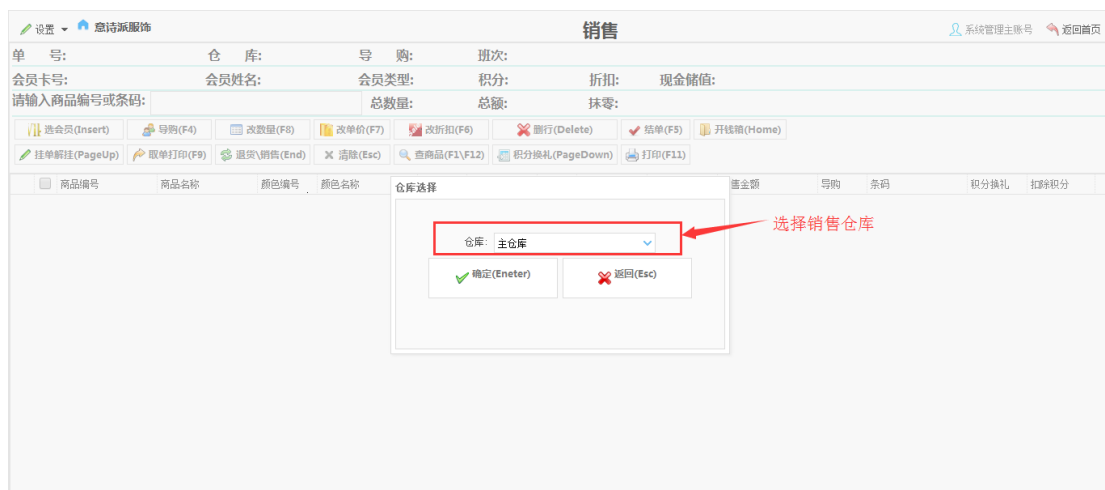 设置 意诗派服饰 销售 系统管理主账号 返回首页
单 号: 仓 库: 导 购: 班次:
会员卡号: 会员姓名: 会员类型: 积分: 折扣: 现金储值:
请输入商品编号或条码: 总数量: 总额: 抹零:
选会员(Insert) 导购(F4) 改数量(F8) 改单价(F7) 改折扣(F6) 删行(Delete) 结单(F5) 开钱箱(Home)
挂单解挂(PageUp) 取单打印(F9) 退货\销售(End) 清除(Esc) 查商品(F1\F12) 积分换礼(PageDown) 打印(F11)
商品编号 商品名称 颜色编号 颜色名称 售金额 导购 条码 积分换礼 扣除积分
仓库选择
选择销售仓库
仓库: 主仓库
确定(Eneter) 返回(Esc)